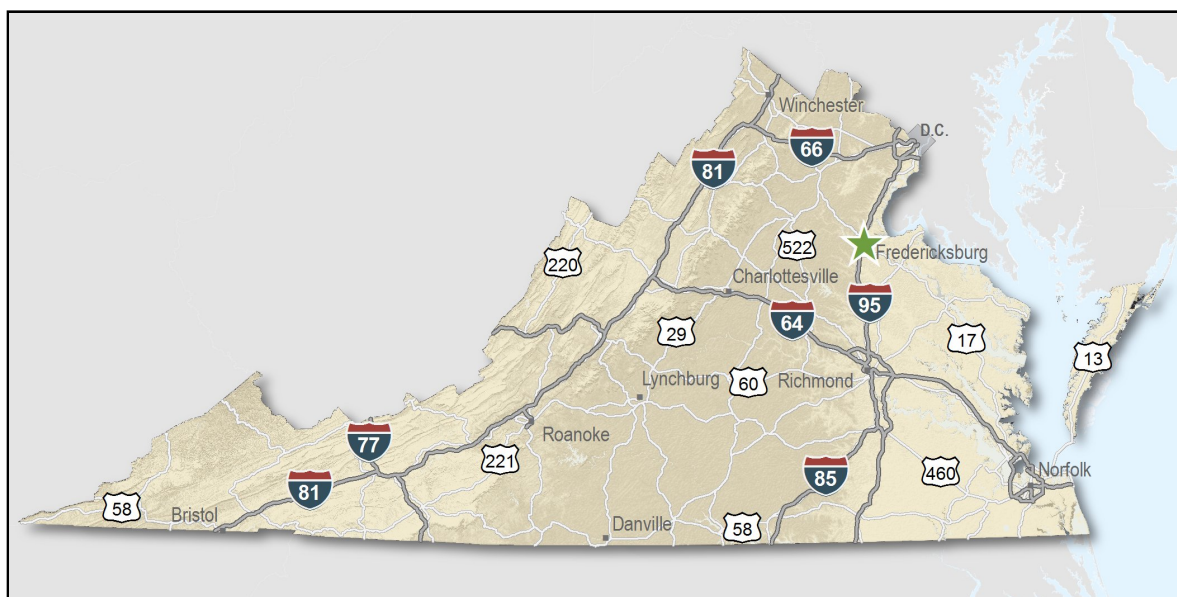 Winchester
D.C.
66
81
522
Fredericksburg
220
Charlottesville
95
64
29
17
13
60
Richmond
Lynchburg
77
Roanoke
221
85
460
Norfolk
81
58
Bristol
Danville
58